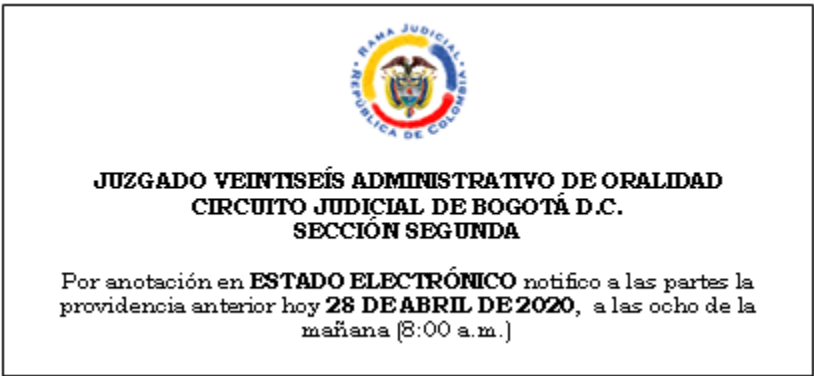 RAMA JUDICIAL
REPÚBLICA DE COLOMBIA
JUZGADO VEINTISEÍS ADMINISTRATIVO DE ORALIDAD
CIRCUITO JUDICIAL DE BOGOTÁ D.C.
SECCIÓN SEGUNDA
Por anotación en ESTADO ELECTRÓNICO notifico a las partes la
providencia anterior hoy 28 DE ABRIL DE 2020, a las ocho de la
mañana (8:00 a.m.)